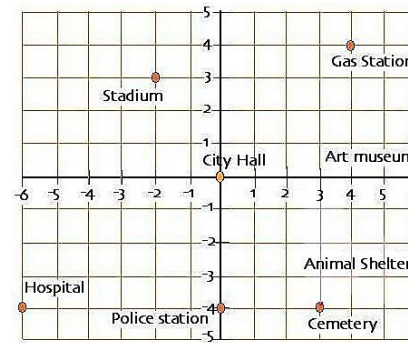 5
4
Gas Station
3
Stadium
2
1
City Hall
Art museum
-6 -5 -4 -3 -2 -1 1 2 3 4 5
-1
-2
Animal Shelter
-3
Hospital
-4
Police station
Cemetery
-5